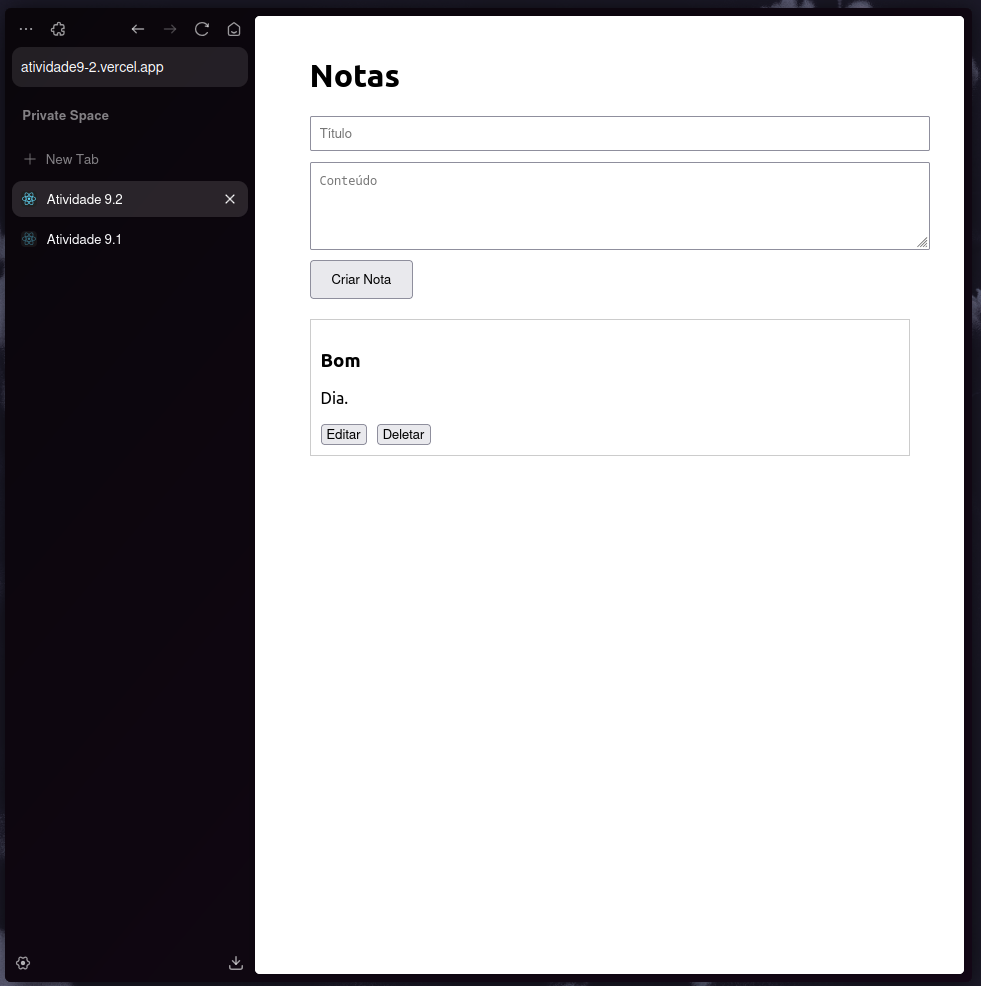 atividade9-2.vercel.app
Private Space
New Tab
Atividade 9.2
Atividade 9.1
Notas
Título
Conteúdo
Criar Nota
Bom
Dia.
Editar Deletar